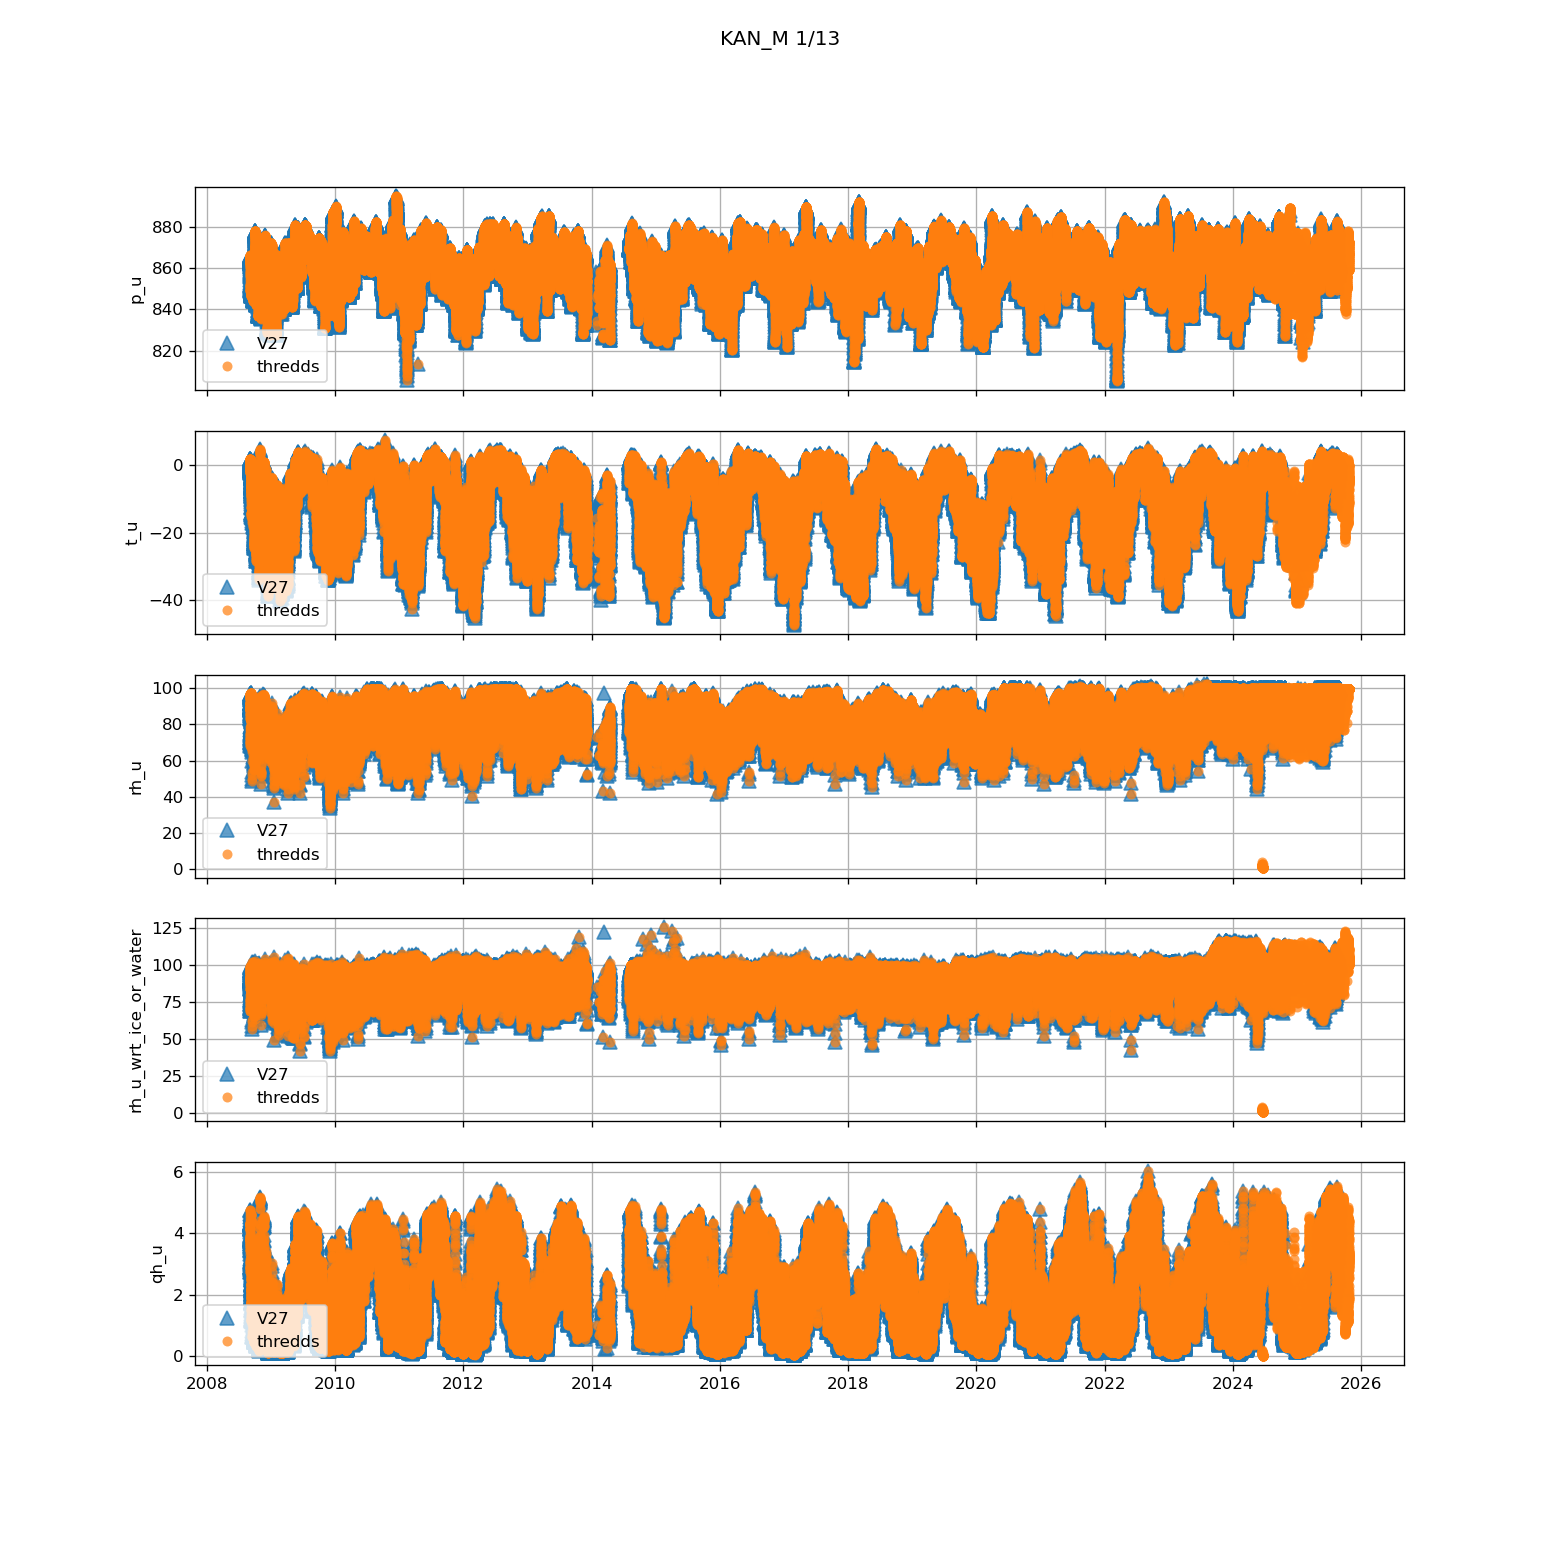 KAN_M 1/13
880
860
840
820
p_u
V27
thredds
0
−20
−40
t_u
V27
thredds
100
80
60
40
20
0
rh_u
V27
thredds
125
100
75
50
25
0
rh_u_wrt_ice_or_water
V27
thredds
6
4
2
0
qh_u
V27
thredds
2008 2010 2012 2014 2016 2018 2020 2022 2024 2026